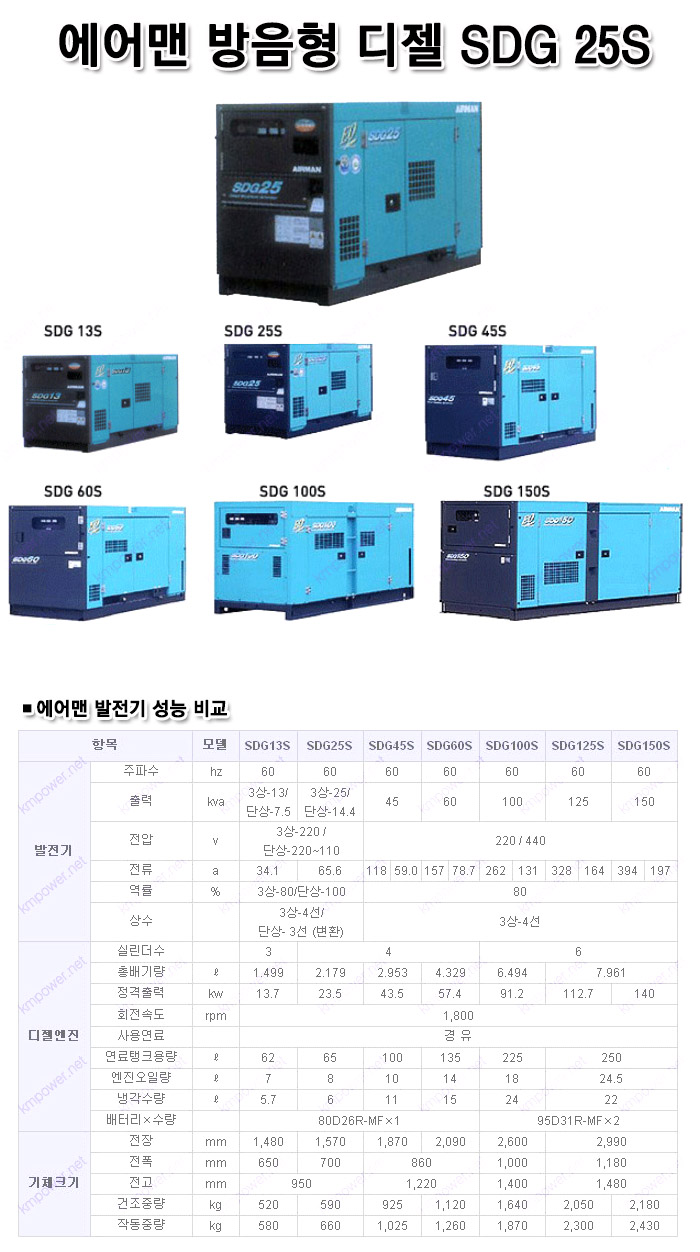 에어맨 방음형 디젤 SDG 25S
AIRMAN
SDG25
AIRMAN
SDG25
SDG 13S
SDG 25S
SDG 45S
SDG13
SDG25
SDG45
SDG 60S
SDG 100S
SDG 150S
SDG60
SDG100
SDG150
■ 에어맨 발전기 성능 비교
항목 모델 SDG13S SDG25S SDG45S SDG60S SDG100S SDG125S SDG150S
발전기
주파수 hz 60 60 60 60 60 60 60
출력 kva 3상-13/ 단상-7.5 3상-25/ 단상-14.4 45 60 100 125 150
전압 v 3상-220 / 단상-220~110 220 / 440
전류 a 34.1 65.6 118 59.0 157 78.7 262 131 328 164 394 197
역률 % 3상-80/단상-100 80
상수 3상-4선/ 단상- 3선 (변환) 3상-4선
디젤엔진
실린더수 3 4 6
총배기량 ℓ 1.499 2.179 2.953 4.329 6.494 7.961
정격출력 kw 13.7 23.5 43.5 57.4 91.2 112.7 140
회전속도 rpm 1,800
사용연료 경 유
연료탱크용량 ℓ 62 65 100 135 225 250
엔진오일량 ℓ 7 8 10 14 18 24.5
냉각수량 ℓ 5.7 6 11 15 24 22
배터리×수량 80D26R-MF×1 95D31R-MF×2
기체크기
전장 mm 1,480 1,570 1,870 2,090 2,600 2,990
전폭 mm 650 700 860 1,000 1,180
전고 mm 950 1,220 1,400 1,480
건조중량 kg 520 590 925 1,120 1,640 2,050 2,180
작동중량 kg 580 660 1,025 1,260 1,870 2,300 2,430
kmpower.net